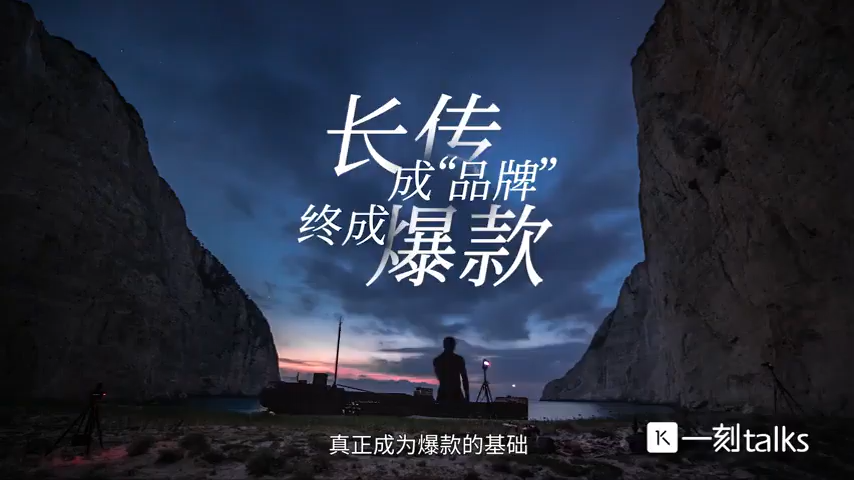 长传
成“品牌”
终成爆款
真正成为爆款的基础
一刻talks